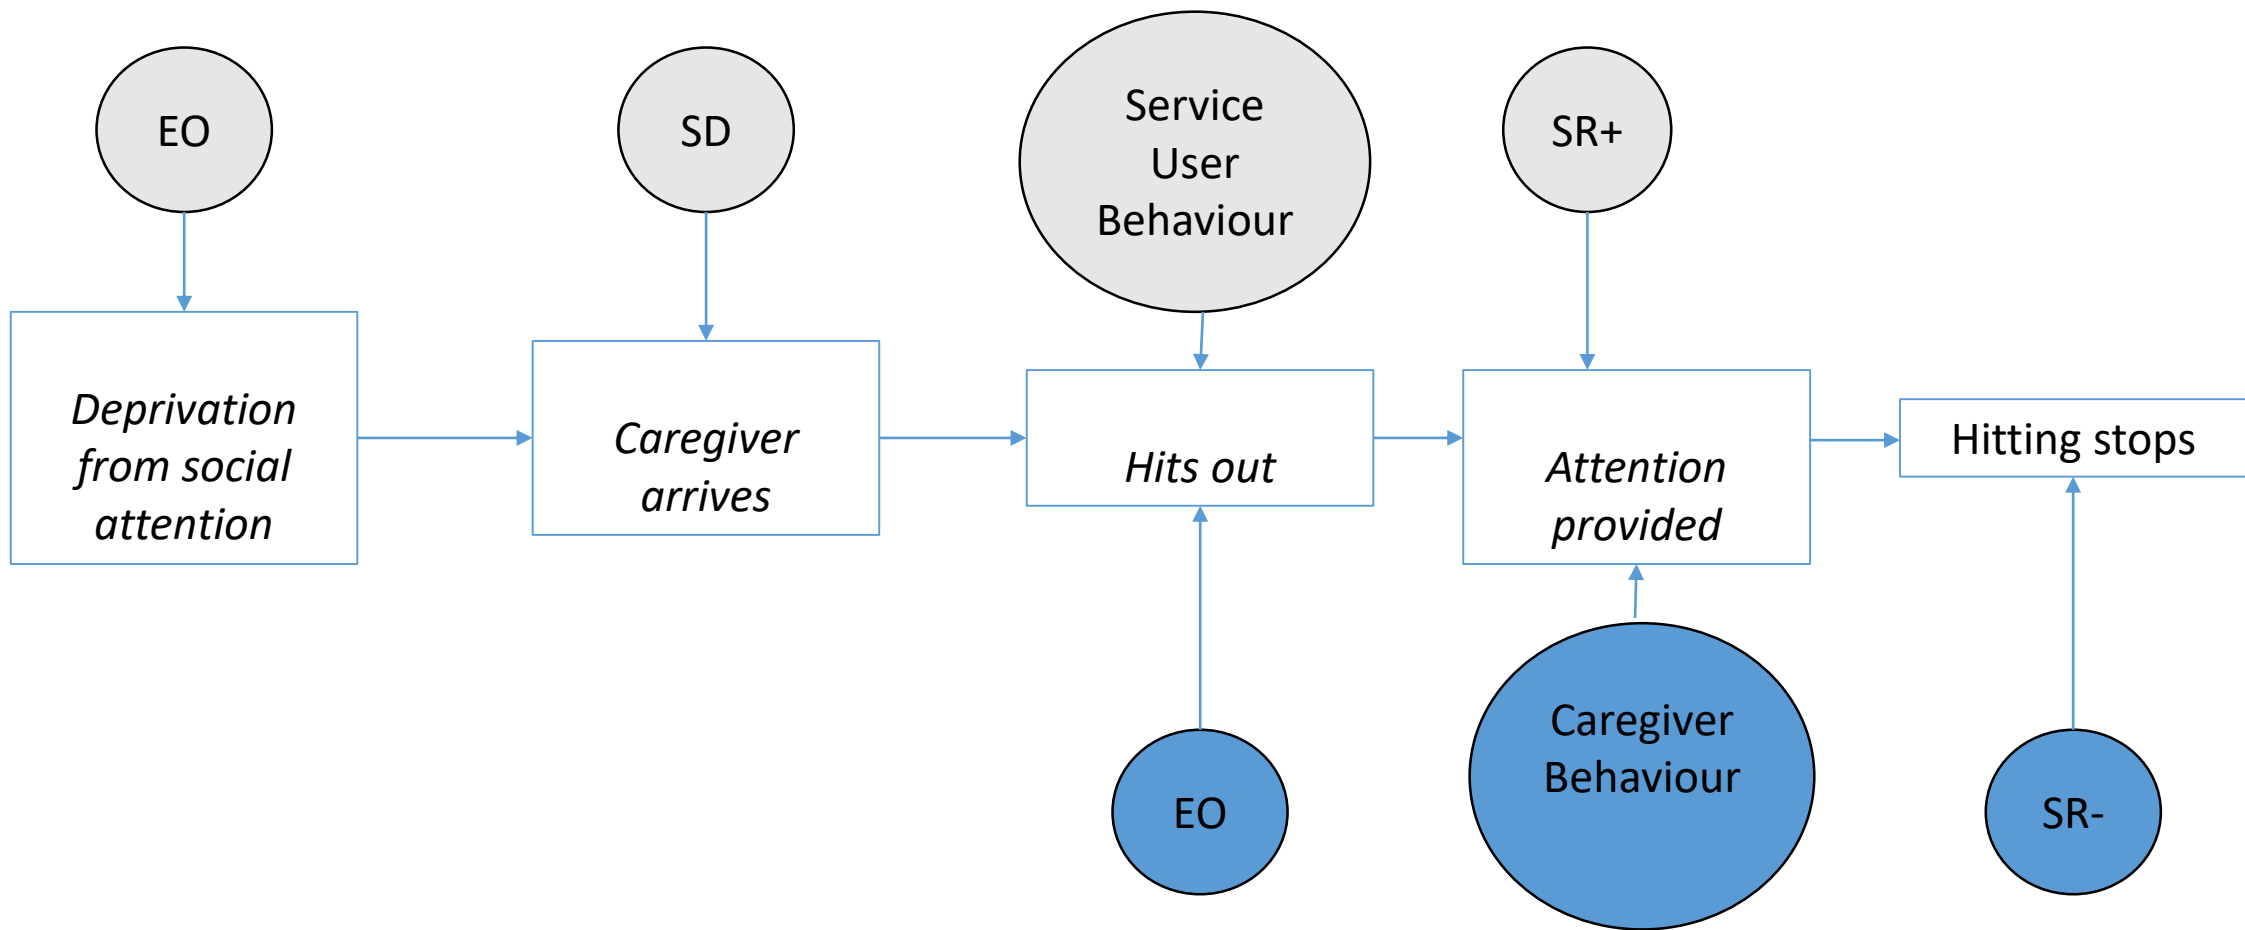 EO
SD
Service
User
Behaviour
SR+
Deprivation
from social
attention
Caregiver
arrives
Hits out
Attention
provided
Hitting stops
EO
Caregiver
Behaviour
SR-